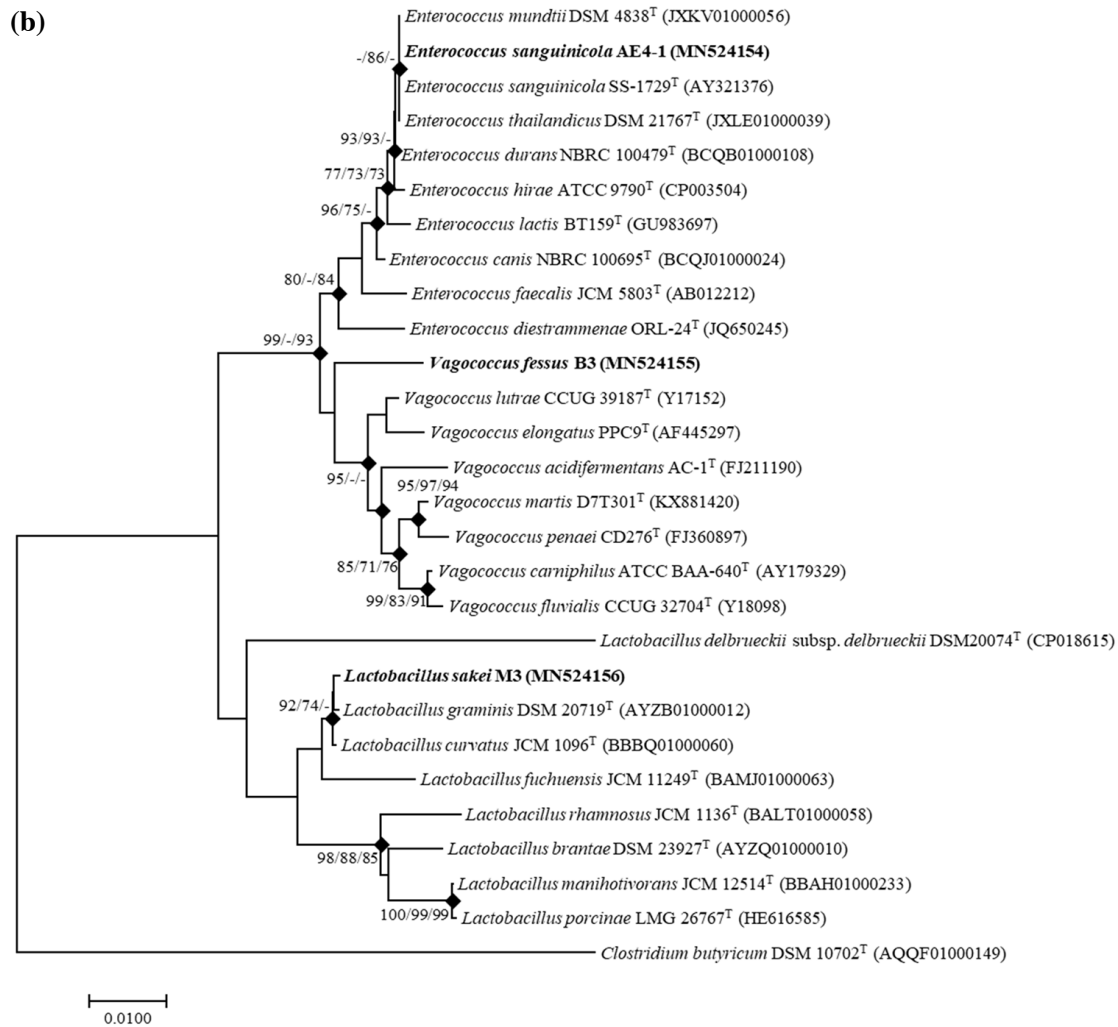 (b)
Enterococcus mundtii DSM 4838T (JXKV01000056)
Enterococcus sanguinicola AE4-1 (MN524154)
-/86/-
Enterococcus sanguinicola SS-1729T (AY321376)
Enterococcus thailandicus DSM 21767T (JXLE01000039)
93/93/-
Enterococcus durans NBRC 100479T (BCQB01000108)
77/73/73
Enterococcus hirae ATCC 9790T (CP003504)
96/75/-
Enterococcus lactis BT159T (GU983697)
Enterococcus canis NBRC 100695T (BCQJ01000024)
80/-/84
Enterococcus faecalis JCM 5803T (AB012212)
Enterococcus diestrammenae ORL-24T (JQ650245)
99/-/93
Vagococcus fessus B3 (MN524155)
Vagococcus lutrae CCUG 39187T (Y17152)
Vagococcus elongatus PPC9T (AF445297)
Vagococcus acidifermentans AC-1T (FJ211190)
95/-/-
95/97/94
Vagococcus martis D7T301T (KX881420)
Vagococcus penaei CD276T (FJ360897)
85/71/76
Vagococcus carniphilus ATCC BAA-640T (AY179329)
99/83/91
Vagococcus fluvialis CCUG 32704T (Y18098)
Lactobacillus delbrueckii subsp. delbrueckii DSM20074T (CP018615)
Lactobacillus sakei M3 (MN524156)
92/74/-
Lactobacillus graminis DSM 20719T (AYZB01000012)
Lactobacillus curvatus JCM 1096T (BBBQ01000060)
Lactobacillus fuchuensis JCM 11249T (BAMJ01000063)
Lactobacillus rhamnosus JCM 1136T (BALT01000058)
Lactobacillus brantae DSM 23927T (AYZQ01000010)
98/88/85
Lactobacillus manihotivorans JCM 12514T (BBAH01000233)
100/99/99
Lactobacillus porcinae LMG 26767T (HE616585)
Clostridium butyricum DSM 10702T (AQQF01000149)
0.0100